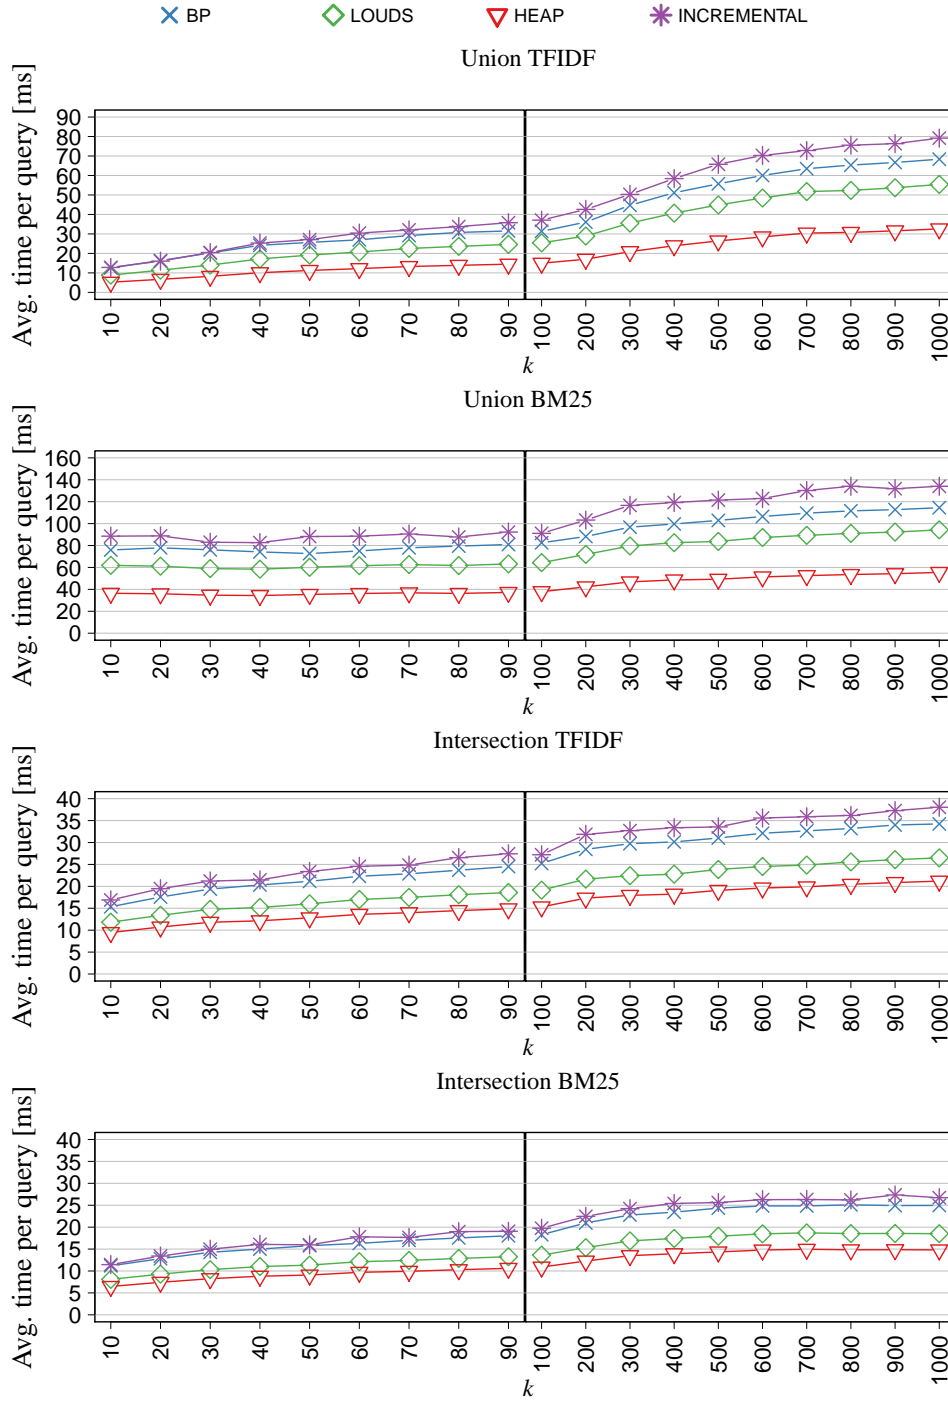 BP LOUDS HEAP INCREMENTAL
Union TFIDF
Avg. time per query [ms]
90
80
70
60
50
40
30
20
10
0
10 20 30 40 50 60 70 80 90 100 200 300 400 500 600 700 800 900 1000
k
Union BM25
Avg. time per query [ms]
160
140
120
100
80
60
40
20
0
10 20 30 40 50 60 70 80 90 100 200 300 400 500 600 700 800 900 1000
k
Intersection TFIDF
Avg. time per query [ms]
40
35
30
25
20
15
10
5
0
10 20 30 40 50 60 70 80 90 100 200 300 400 500 600 700 800 900 1000
k
Intersection BM25
Avg. time per query [ms]
40
35
30
25
20
15
10
5
0
10 20 30 40 50 60 70 80 90 100 200 300 400 500 600 700 800 900 1000
k